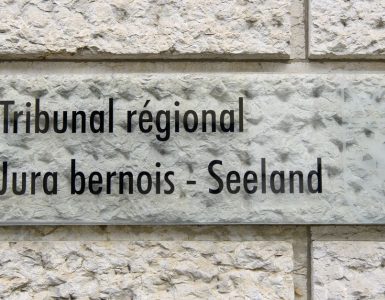 Tribunal régional
Jura bernois - Seeland